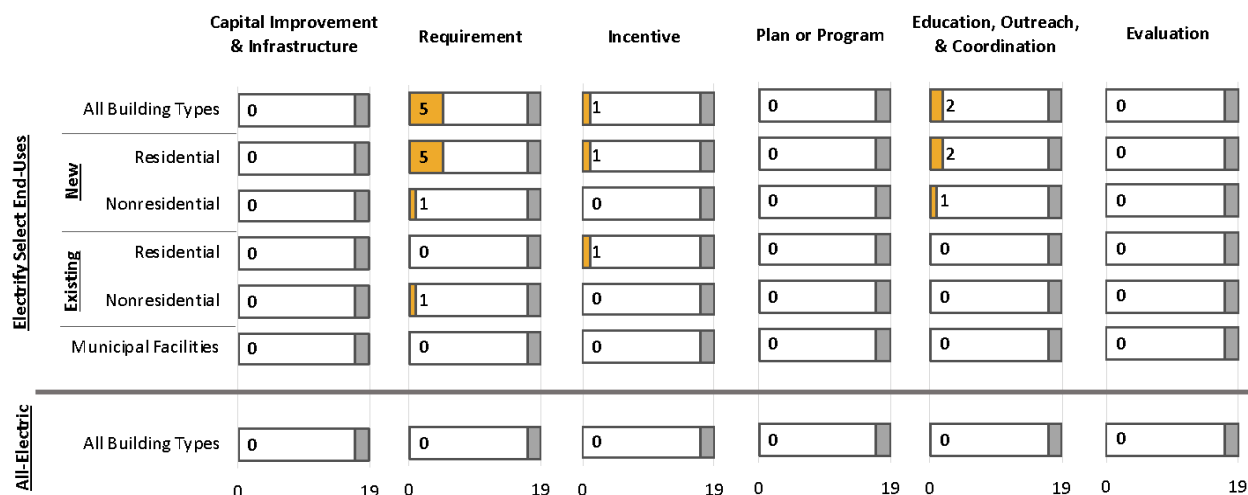 Capital Improvement & Infrastructure
Requirement
Incentive
Plan or Program
Education, Outreach, & Coordination
Evaluation
Electrify Select End-Uses
All Building Types 0 5 1 0 2 0
New
Residential 0 5 1 0 2 0
Nonresidential 0 1 0 0 1 0
Existing
Residential 0 0 1 0 0 0
Nonresidential 0 1 0 0 0 0
Municipal Facilities 0 0 0 0 0 0
All-Electric
All Building Types 0 0 0 0 0 0
0 19 0 19 0 19 0 19 0 19 0 19